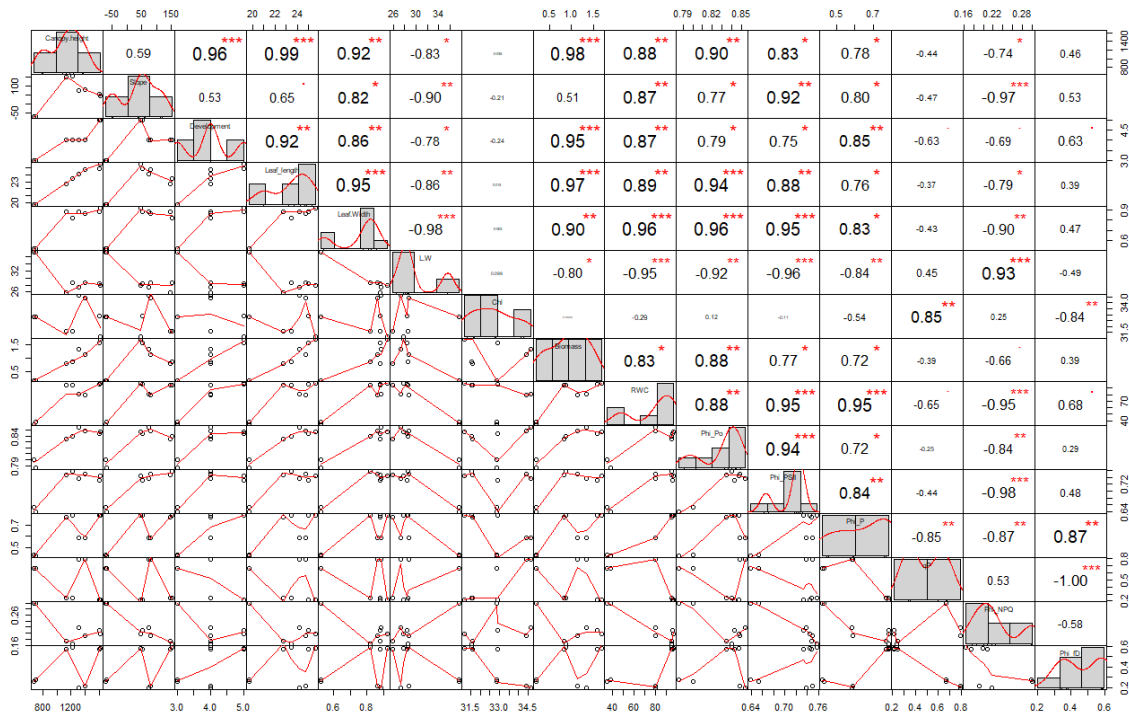 -50 50 150 20 22 24 26 30 34 0.5 1.0 1.5 0.79 0.82 0.85 0.5 0.7 0.16 0.22 0.28
Canopy.height 0.59 0.96 *** 0.99 *** 0.92 ** -0.83 * 0.98 *** 0.88 ** 0.90 ** 0.83 * 0.78 * -0.44 -0.74 * 0.46 800 1400
-50 100 Slope 0.53 0.65 . 0.82 * -0.90 ** -0.21 0.51 0.87 ** 0.77 * 0.92 ** 0.80 * -0.47 -0.97 *** 0.53
Development 0.92 ** 0.86 ** -0.78 * -0.24 0.95 *** 0.87 ** 0.79 * 0.75 * 0.85 ** -0.63 . -0.69 . 0.63 . 3.0 4.5
20 23 Leaf_length 0.95 *** -0.86 ** 0.97 *** 0.89 ** 0.94 *** 0.88 ** 0.76 * -0.37 -0.79 * 0.39
Leaf.Width -0.98 *** 0.90 ** 0.96 *** 0.96 *** 0.95 *** 0.83 * -0.43 -0.90 ** 0.47 0.6 0.9
26 32 L.W -0.80 * -0.95 *** -0.92 ** -0.96 *** -0.84 ** 0.45 0.93 *** -0.49
Chl -0.29 0.12 -0.11 -0.54 0.85 ** 0.25 -0.84 ** 31.5 34.0
0.5 1.5 Biomass 0.83 * 0.88 ** 0.77 * 0.72 * -0.39 -0.66 . 0.39
RWC 0.88 ** 0.95 *** 0.95 *** -0.65 . -0.95 *** 0.68 . 40 70
0.79 0.84 Phi_Po 0.94 *** 0.72 * -0.25 -0.84 ** 0.29
Phi_PSII 0.84 ** -0.44 -0.98 *** 0.48 0.64 0.72
0.5 0.7 Phi_P -0.85 ** -0.87 ** 0.87 **
0.53 -1.00 *** 0.2 0.8
0.16 0.26 Phi_NPQ -0.58
Phi_fD 0.2 0.6
800 1200 3.0 4.0 5.0 0.6 0.8 31.5 33.0 34.5 40 60 80 0.64 0.70 0.76 0.2 0.4 0.6 0.8 0.2 0.4 0.6